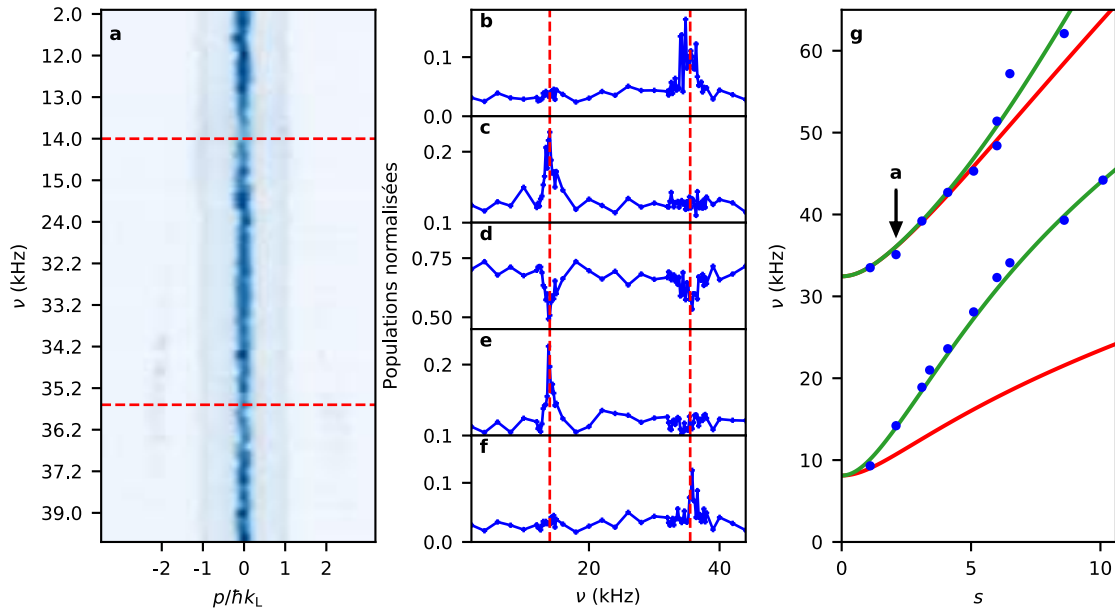 a
2.0
12.0
13.0
14.0
15.0
24.0
32.2
33.2
34.2
35.2
36.2
37.2
39.0
ν (kHz)
-2 -1 0 1 2
p/ħk_L
b
0.1
0.0
c
0.2
0.1
d
0.75
0.50
e
0.2
0.1
f
0.1
0.0
Populations normalisées
20 40
ν (kHz)
g
a
60
50
40
30
20
10
0
ν (kHz)
0 5 10
s